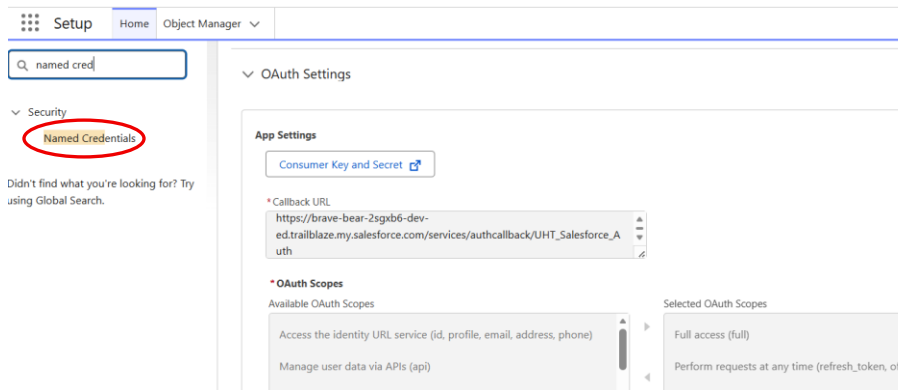 Setup
Home
Object Manager
named cred
Security
Named Credentials
Didn't find what you're looking for? Try
using Global Search.
OAuth Settings
App Settings
Consumer Key and Secret
*Callback URL
https://brave-bear-2sgxb6-dev-
ed.trailblaze.my.salesforce.com/services/authcallback/UHT_Salesforce_A
uth
*OAuth Scopes
Available OAuth Scopes
Access the identity URL service (id, profile, email, address, phone)
Manage user data via APIs (api)
Selected OAuth Scopes
Full access (full)
Perform requests at any time (refresh_token, of